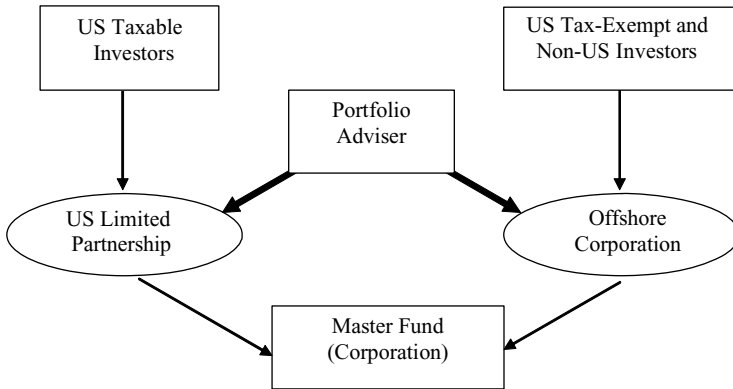 US Taxable
Investors
US Tax-Exempt and
Non-US Investors
Portfolio
Adviser
US Limited
Partnership
Offshore
Corporation
Master Fund
(Corporation)